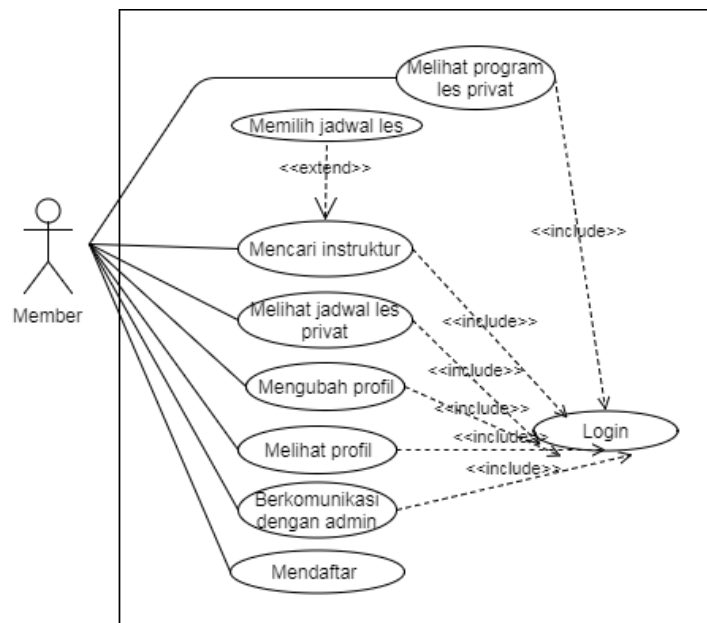 Melihat program
les privat
Memilih jadwal les
<<extend>>
<<include>>
Mencari instruktur
Member
Melihat jadwal les
privat
<<include>>
<<include>>
Mengubah profil
<<include>>
Login
<<include>>
Melihat profil
<<include>>
Berkomunikasi
dengan admin
Mendaftar